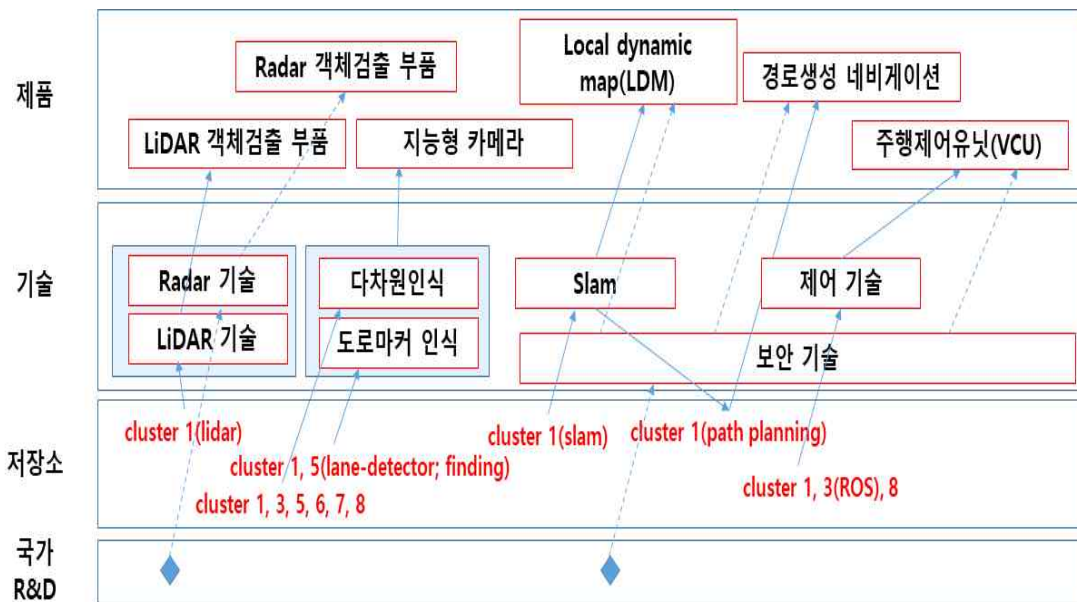 제품
Radar 객체검출 부품
Local dynamic
map(LDM)
경로생성 네비게이션
LiDAR 객체검출 부품
지능형 카메라
주행제어유닛(VCU)
기술
Radar 기술
다차원인식
Slam
제어 기술
LiDAR 기술
도로마커 인식
보안 기술
저장소
cluster 1(lidar)
cluster 1(slam)
cluster 1(path planning)
cluster 1, 5(lane-detector; finding)
cluster 1, 3(ROS), 8
cluster 1, 3, 5, 6, 7, 8
국가
R&D